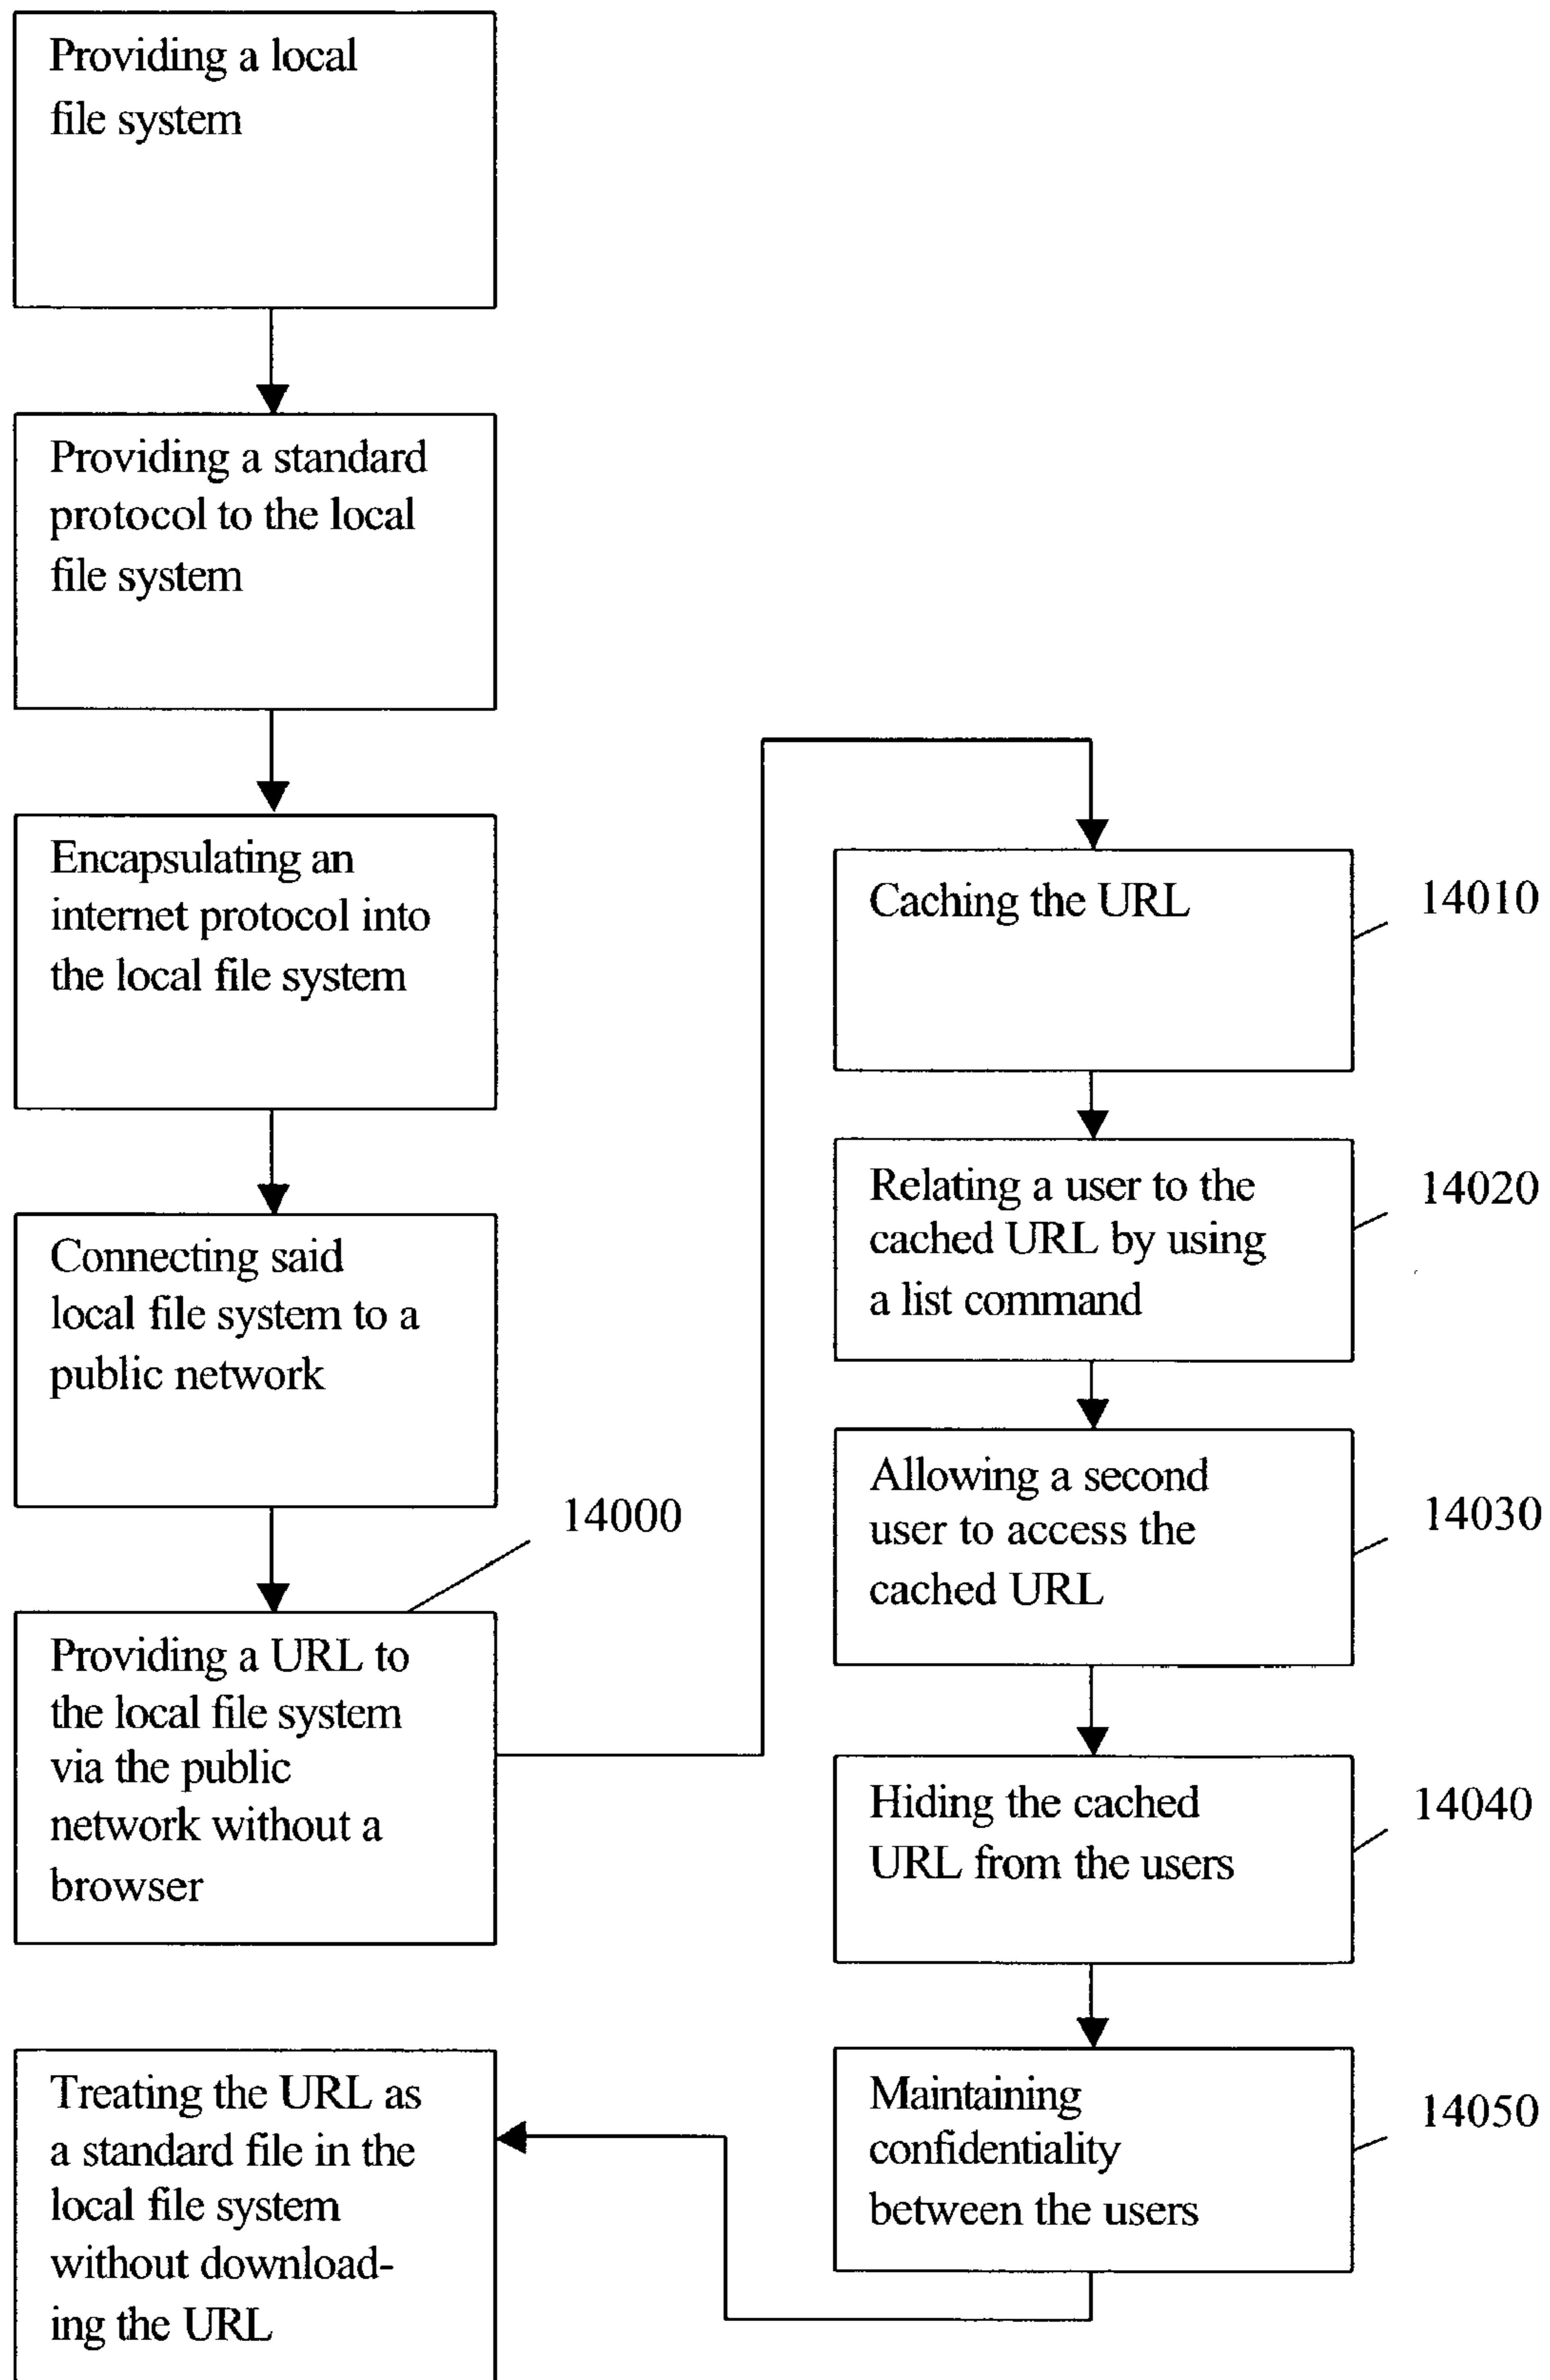 Providing a local
file system
Providing a standard
protocol to the local
file system
Encapsulating an
internet protocol into
the local file system
Connecting said
local file system to a
public network
14000
Providing a URL to
the local file system
via the public
network without a
browser
Caching the URL
14010
Relating a user to the
cached URL by using
a list command
14020
Allowing a second
user to access the
cached URL
14030
Hiding the cached
URL from the users
14040
Maintaining
confidentiality
between the users
14050
Treating the URL as
a standard file in the
local file system
without download-
ing the URL